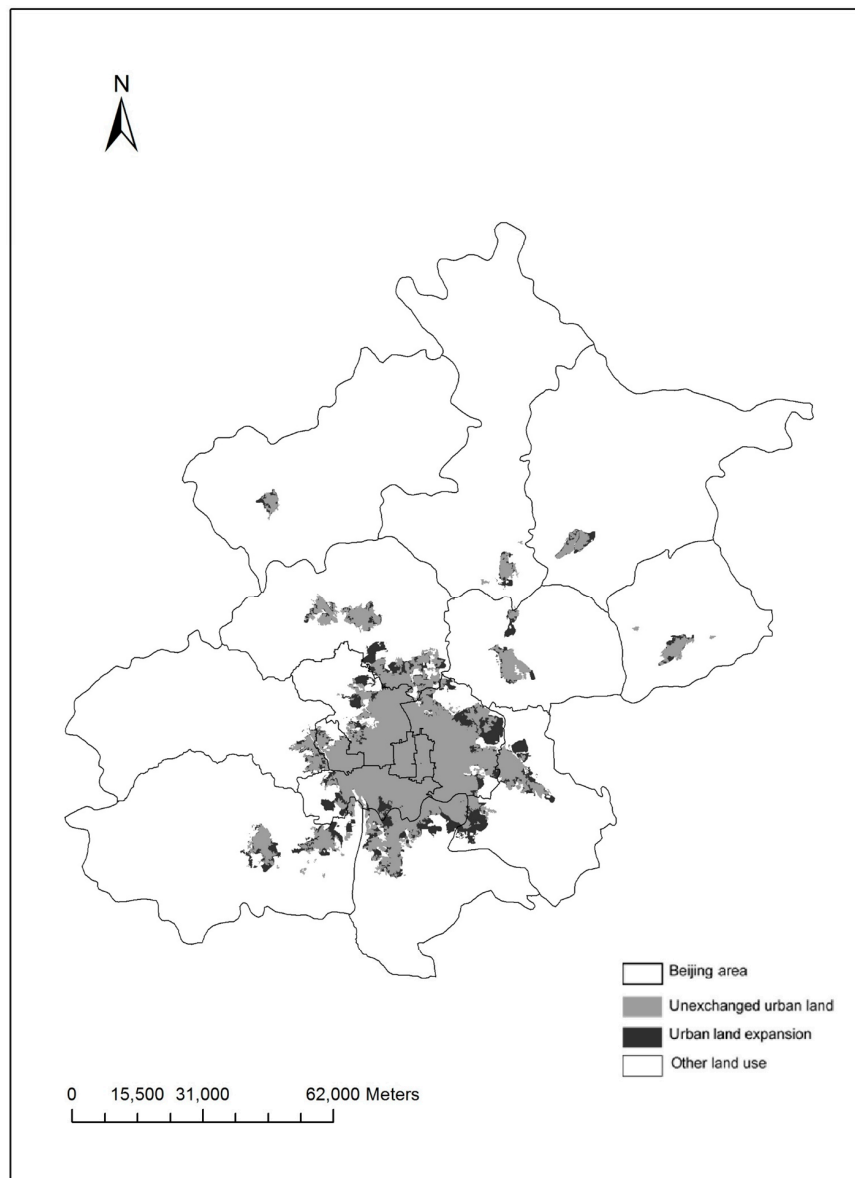 N
Beijing area
Unexchanged urban land
Urban land expansion
Other land use
0 15,500 31,000 62,000 Meters